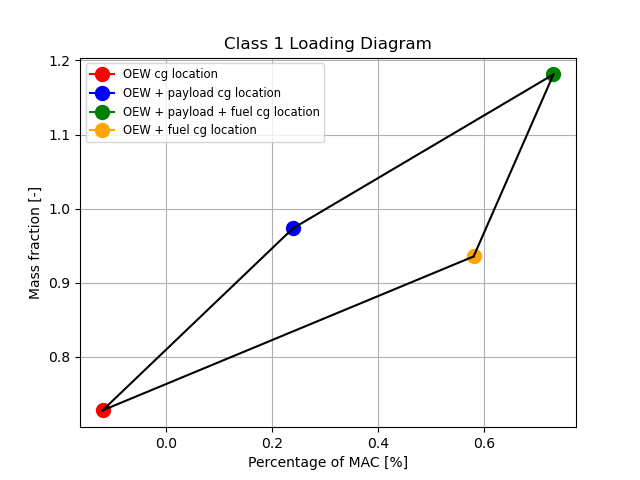 Class 1 Loading Diagram
OEW cg location
OEW + payload cg location
OEW + payload + fuel cg location
OEW + fuel cg location
1.2
1.1
1.0
0.9
0.8
Mass fraction [-]
0.0 0.2 0.4 0.6
Percentage of MAC [%]